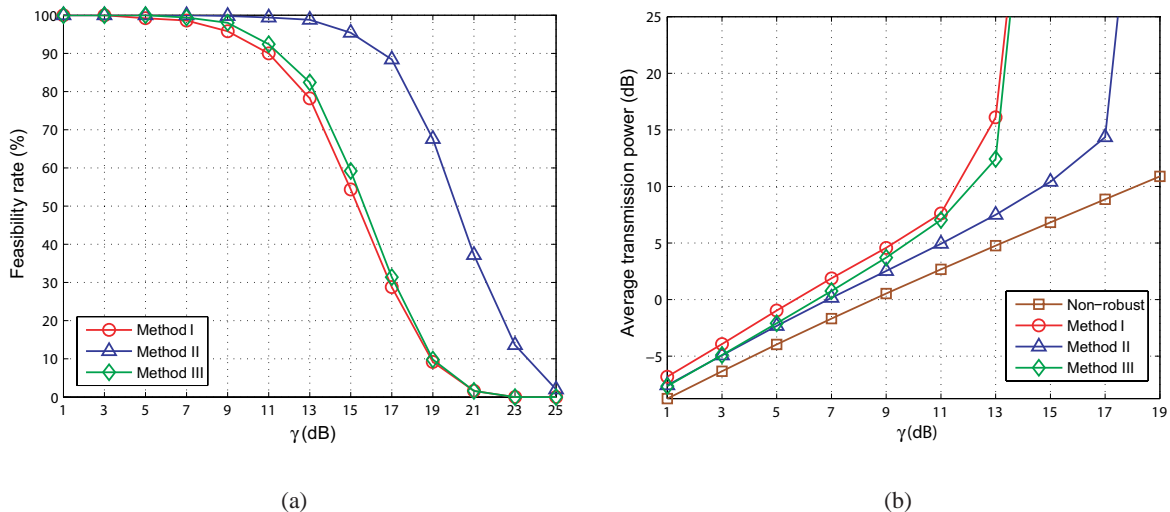 100
90
80
70
60
50
40
30
20
10
0
Feasibility rate (%)
Method I
Method II
Method III
1 3 5 7 9 11 13 15 17 19 21 23 25
γ(dB)
(a)
25
20
15
10
5
0
−5
Average transmission power (dB)
Non−robust
Method I
Method II
Method III
1 3 5 7 9 11 13 15 17 19
γ(dB)
(b)